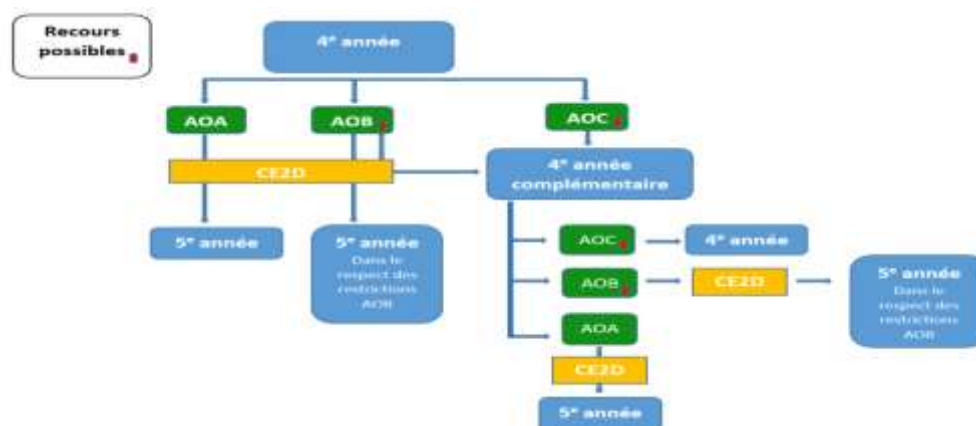 Recours
possibles
4e année
AOA
AOB
AOC
CE2D
4e année
complémentaire
5e année
5e année
Dans le
respect des
restrictions
AOB
AOC
4e année
AOB
CE2D
5e année
Dans le
respect des
restrictions
AOB
AOA
CE2D
5e année